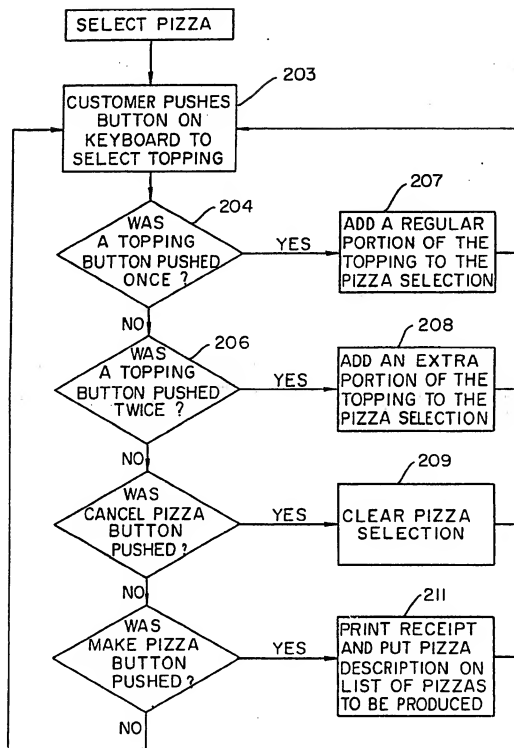 SELECT PIZZA
203
CUSTOMER PUSHES
BUTTON ON
KEYBOARD TO
SELECT TOPPING
204
WAS
A TOPPING
BUTTON PUSHED
ONCE ?
YES
207
ADD A REGULAR
PORTION OF THE
TOPPING TO THE
PIZZA SELECTION
NO
206
WAS
A TOPPING
BUTTON PUSHED
TWICE ?
YES
208
ADD AN EXTRA
PORTION OF THE
TOPPING TO THE
PIZZA SELECTION
NO
WAS
CANCEL PIZZA
BUTTON
PUSHED ?
YES
209
CLEAR PIZZA
SELECTION
NO
WAS
MAKE PIZZA
BUTTON
PUSHED ?
YES
211
PRINT RECEIPT
AND PUT PIZZA
DESCRIPTION ON
LIST OF PIZZAS
TO BE PRODUCED
NO